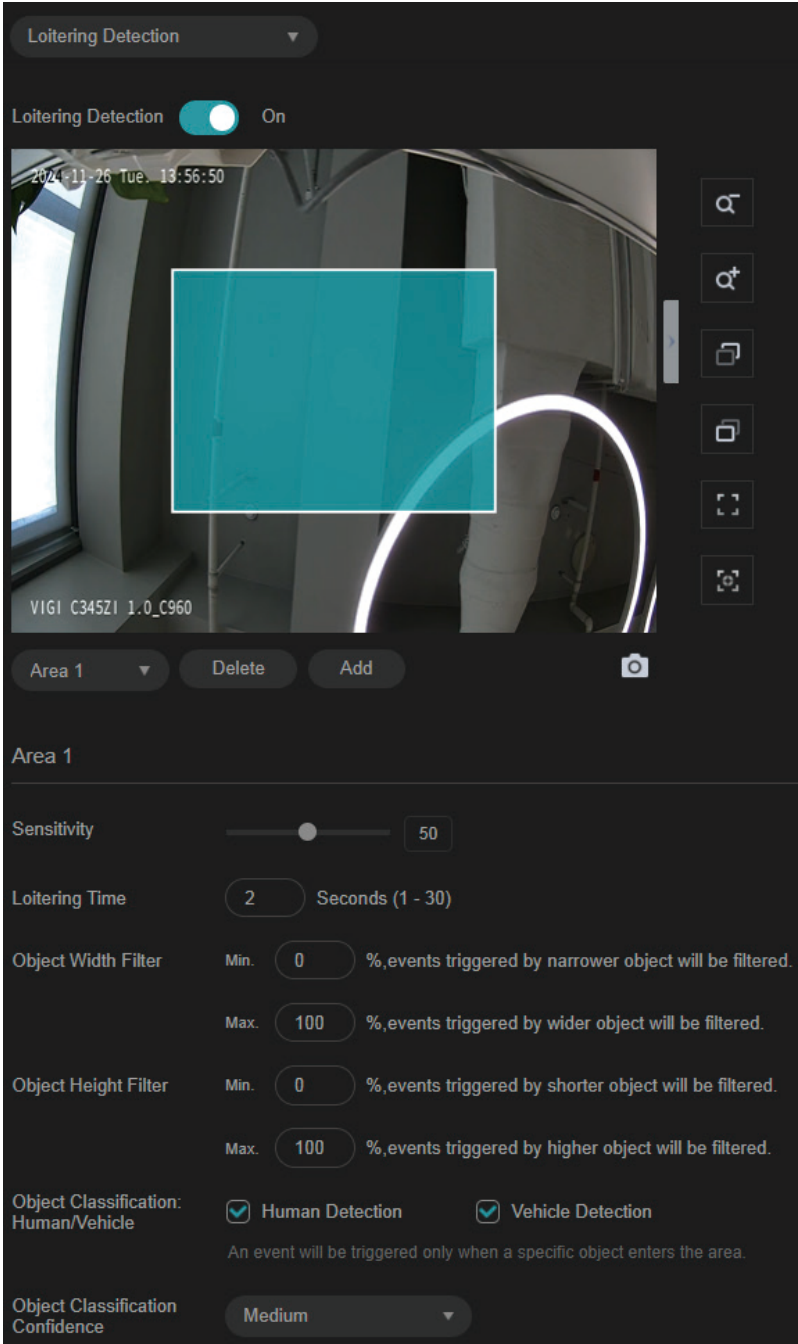 Loitering Detection
Loitering Detection On
2024-11-26 Tue. 13:56:50
VIGI C345ZI 1.0_C960
Area 1 Delete Add
Area 1
Sensitivity 50
Loitering Time 2 Seconds (1 - 30)
Object Width Filter Min. 0 %,events triggered by narrower object will be filtered.
Max. 100 %,events triggered by wider object will be filtered.
Object Height Filter Min. 0 %,events triggered by shorter object will be filtered.
Max. 100 %,events triggered by higher object will be filtered.
Object Classification:
Human/Vehicle Human Detection Vehicle Detection
An event will be triggered only when a specific object enters the area.
Object Classification
Confidence Medium